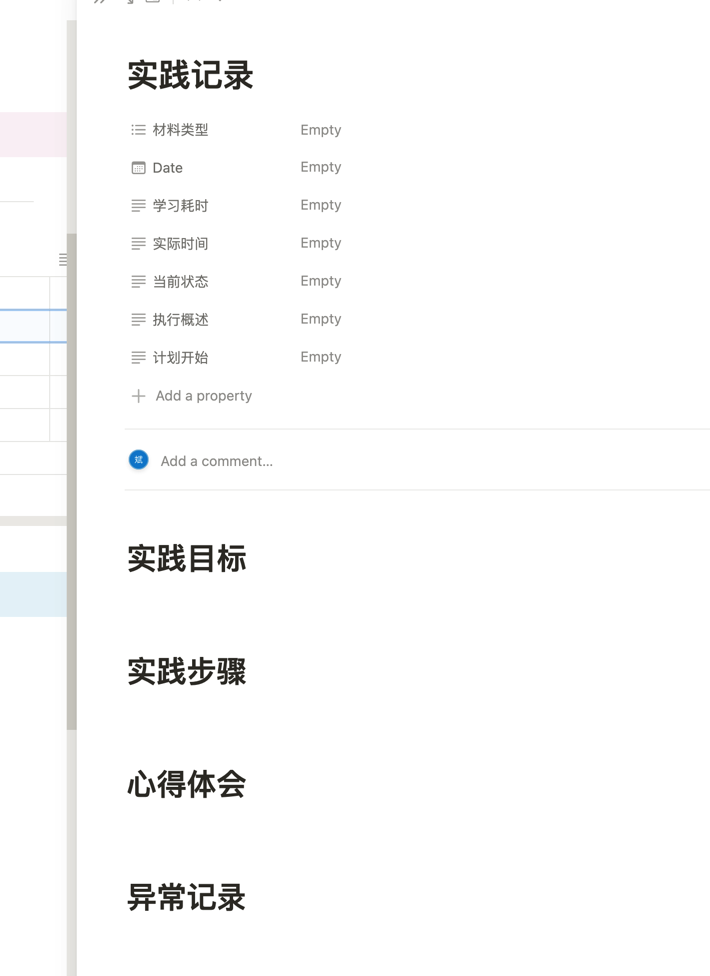 实践记录
材料类型 Empty
Date Empty
学习耗时 Empty
实际时间 Empty
当前状态 Empty
执行概述 Empty
计划开始 Empty
Add a property
斌 Add a comment...
实践目标
实践步骤
心得体会
异常记录